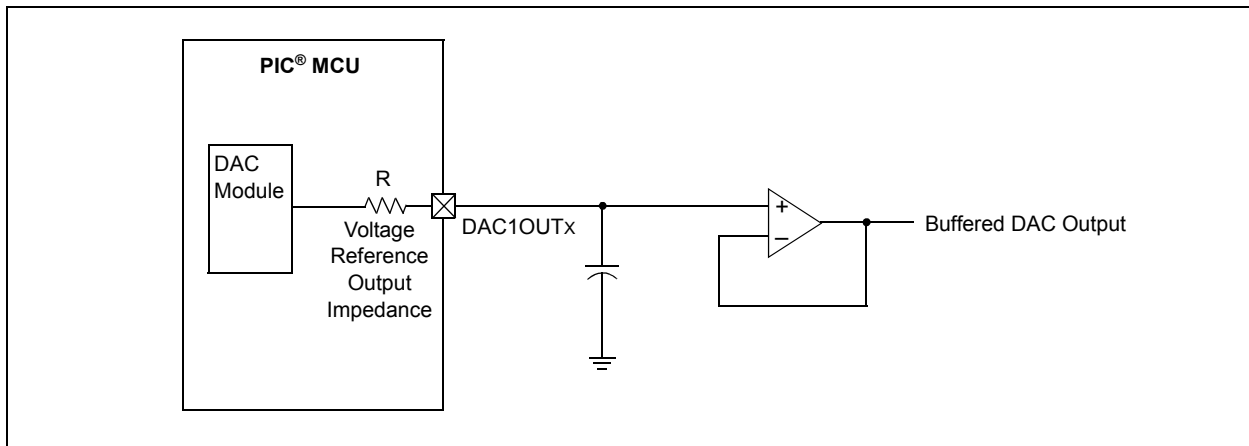 PIC® MCU
DAC
Module
R
Voltage
Reference
Output
Impedance
DAC1OUTx
+
–
Buffered DAC Output